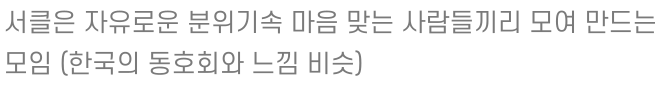 서클은 자유로운 분위기속 마음 맞는 사람들끼리 모여 만드는
모임 (한국의 동호회와 느낌 비슷)